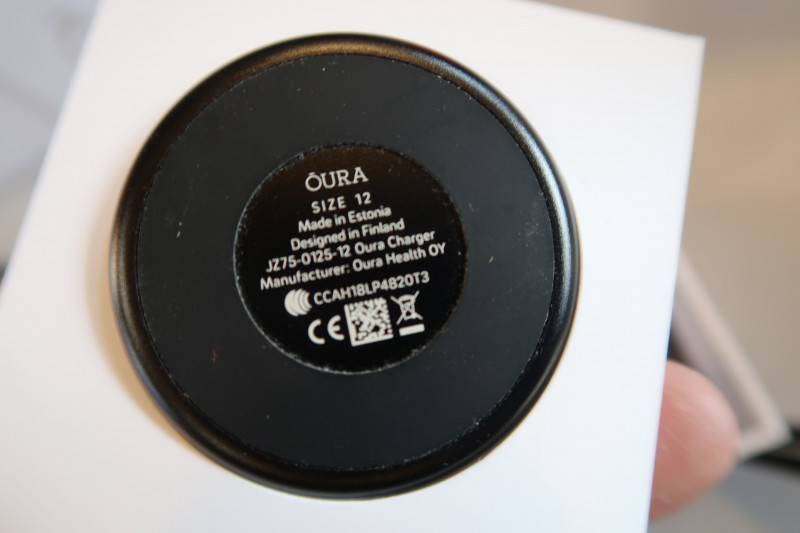 ŌURA
SIZE 12
Made in Estonia
Designed in Finland
JZ75-0125-12 Oura Charger
Manufacturer: Oura Health OY
CCAH18LP4820T3
CE